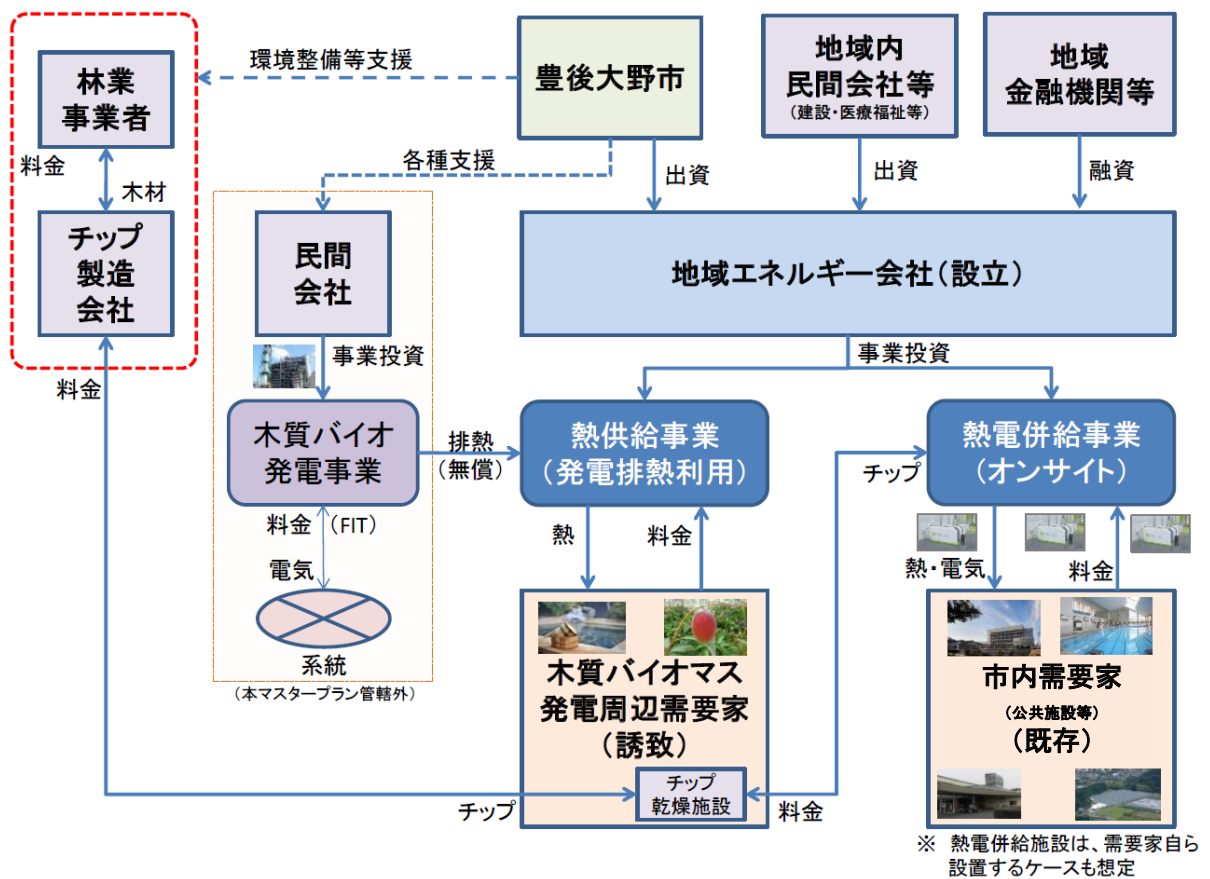 林業
事業者
環境整備等支援
豊後大野市
地域内
民間会社等
(建設・医療福祉等)
地域
金融機関等
料金
木材
各種支援
出資
出資
融資
チップ
製造
会社
民間
会社
地域エネルギー会社(設立)
料金
事業投資
事業投資
木質バイオ
発電事業
排熱
(無償)
熱供給事業
(発電排熱利用)
チップ
熱電併給事業
(オンサイト)
料金
(FIT)
電気
系統
(本マスタープラン管轄外)
熱
料金
熱・電気
料金
木質バイオマス
発電周辺需要家
(誘致)
チップ
乾燥施設
チップ
料金
市内需要家
(公共施設等)
(既存)
※ 熱電併給施設は、需要家自ら
設置するケースも想定